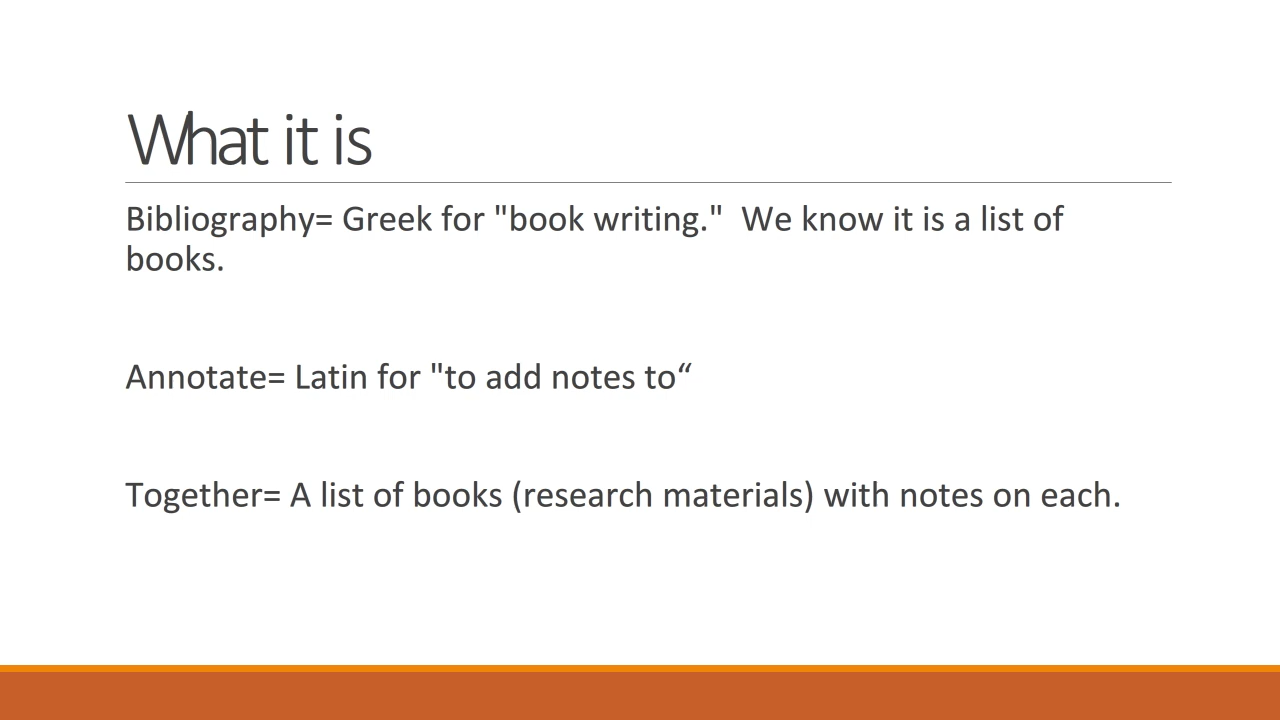 What it is
Bibliography= Greek for "book writing."  We know it is a list of
books.
Annotate= Latin for "to add notes to“
Together= A list of books (research materials) with notes on each.